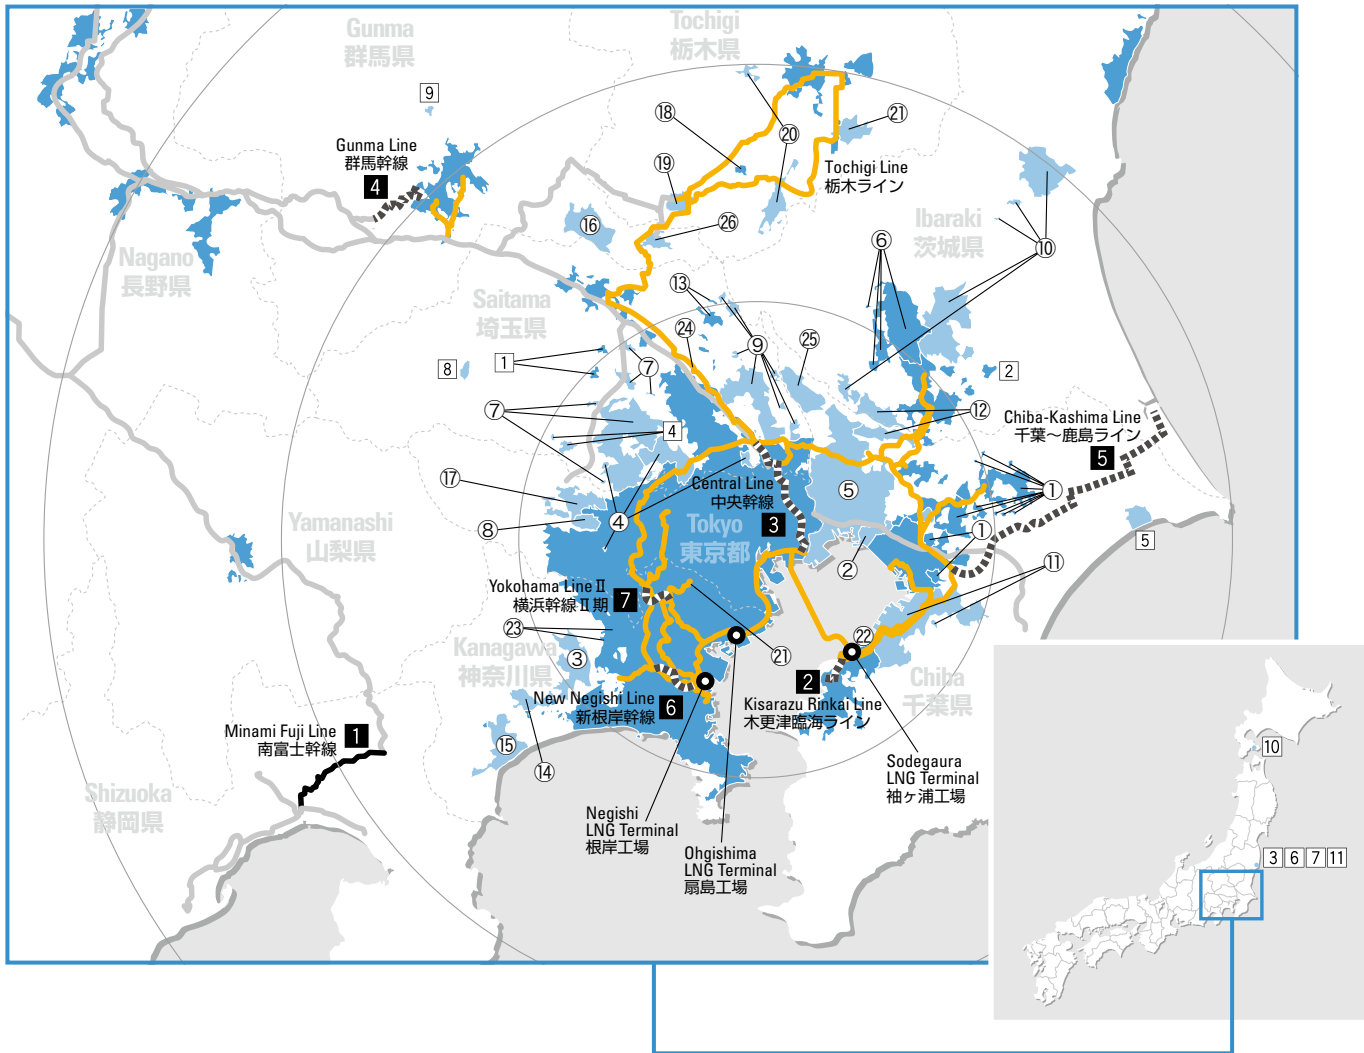 Gunma
群馬県
Tochigi
栃木県
9
Gunma Line
群馬幹線
4
⑱
⑳
㉑
⑲
Tochigi Line
栃木ライン
⑯
㉖
Ibaraki
茨城県
⑥
⑩
Nagano
長野県
Saitama
埼玉県
⑬
㉔
⑨
㉕
1
8
⑦
2
⑦
4
⑫
Chiba-Kashima Line
千葉〜鹿島ライン
5
⑰
Central Line
中央幹線
3
⑤
①
④
⑧
Yamanashi
山梨県
Tokyo
東京都
②
①
5
⑪
Yokohama Line II
横浜幹線II期
7
㉓
Kanagawa
神奈川県
③
㉑
㉒
2
Kisarazu Rinkai Line
木更津臨海ライン
Chiba
千葉県
New Negishi Line
新根岸幹線
6
Minami Fuji Line
南富士幹線
1
⑮
⑭
Shizuoka
静岡県
Negishi
LNG Terminal
根岸工場
Ohgishima
LNG Terminal
扇島工場
Sodegaura
LNG Terminal
袖ヶ浦工場
10
3 6 7 11